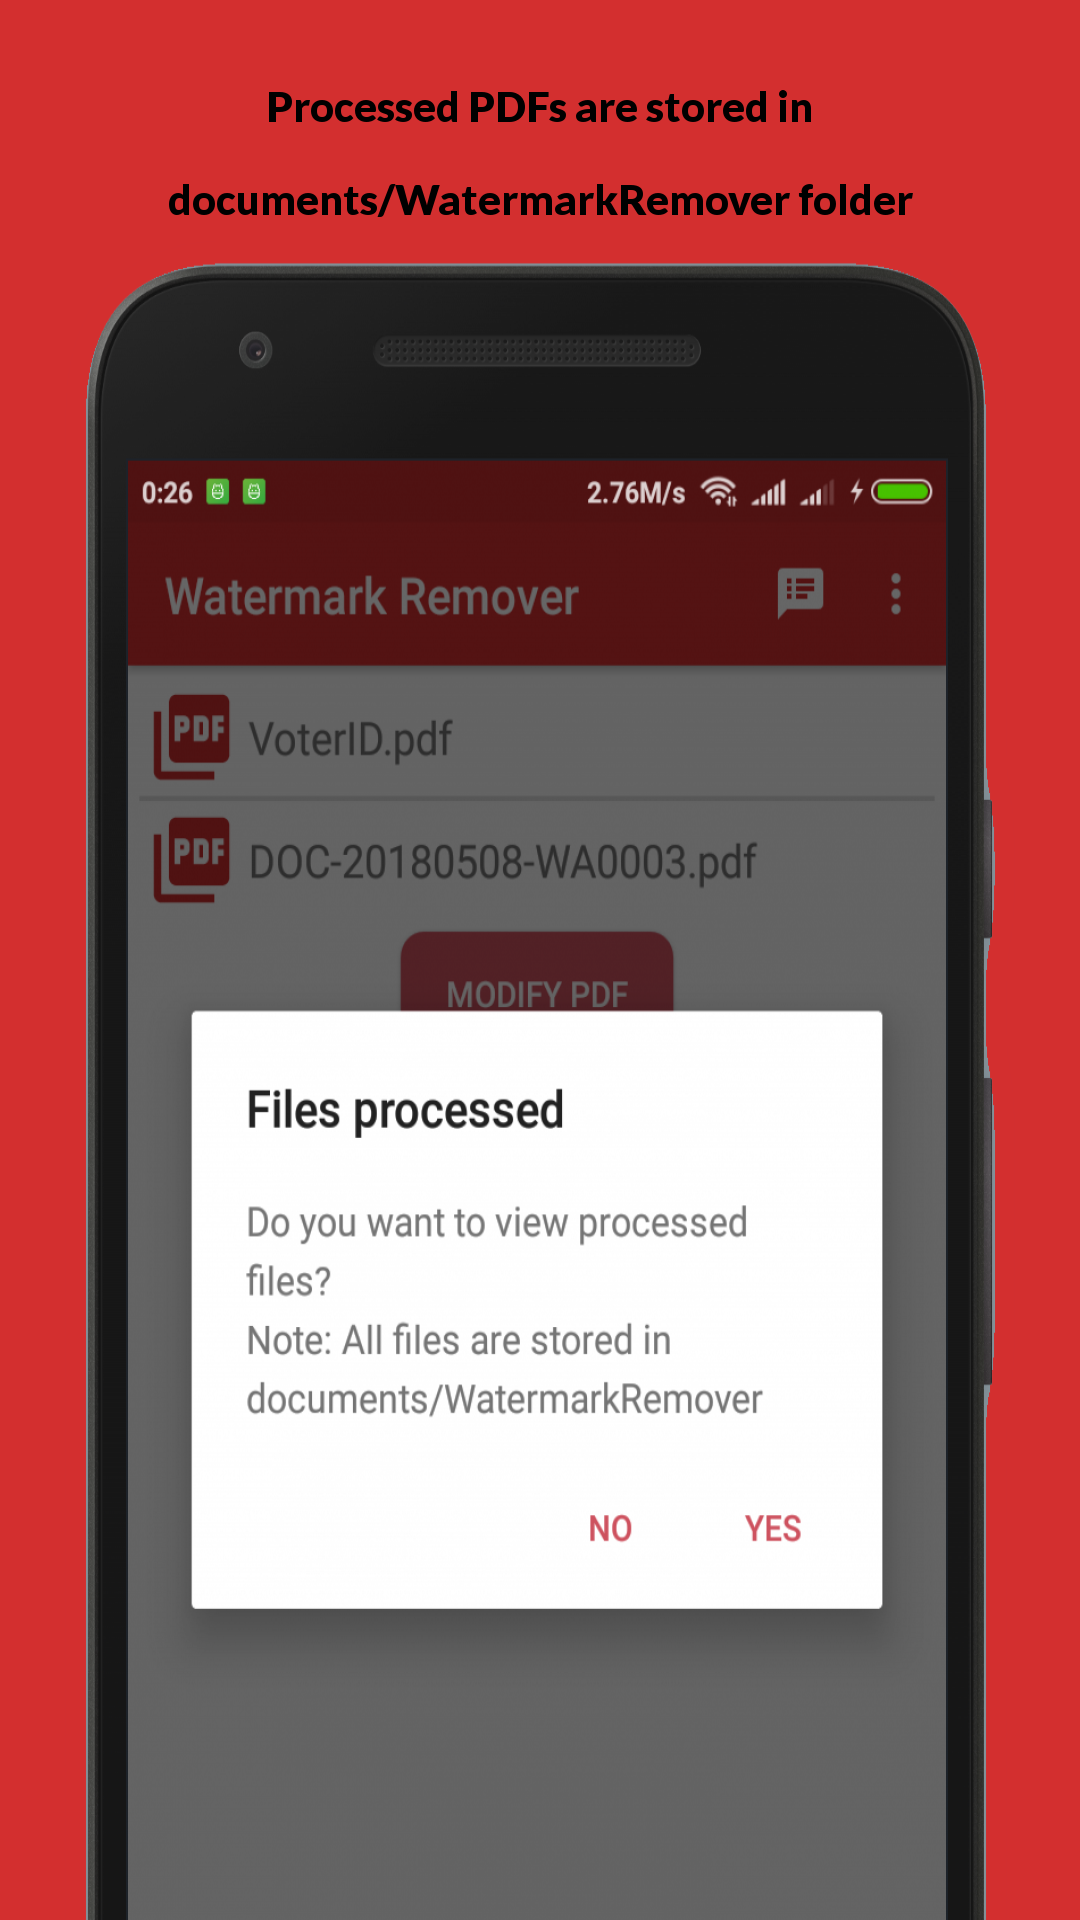 Processed PDFs are stored in
documents/WatermarkRemover folder
0:26 2.76M/s
Watermark Remover
PDF VoterID.pdf
PDF DOC-20180508-WA0003.pdf
MODIFY PDF
Files processed
Do you want to view processed
files?
Note: All files are stored in
documents/WatermarkRemover
NO YES